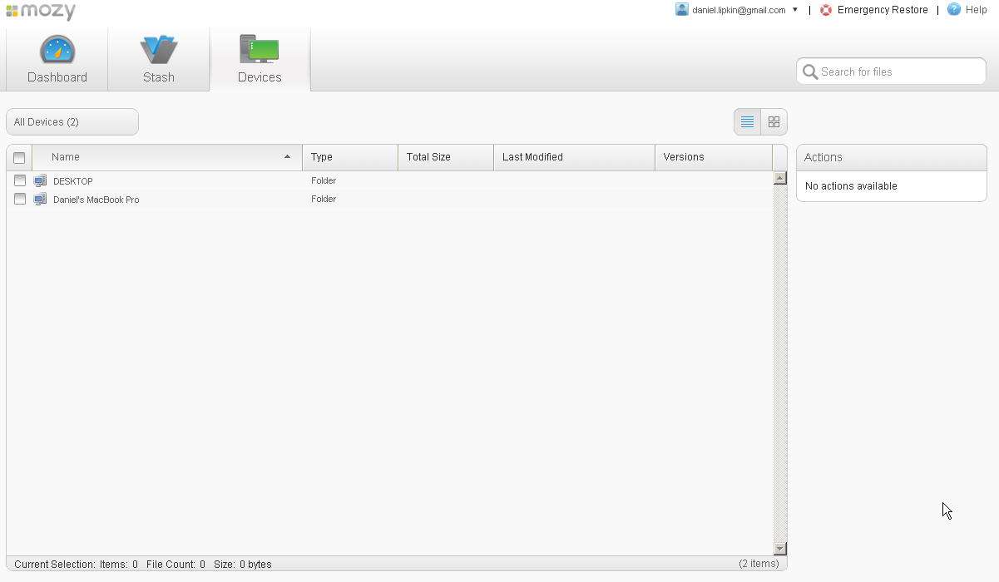 mozy
daniel.lipkin@gmail.com ▼ | Emergency Restore | Help
Dashboard
Stash
Devices
Search for files
All Devices (2)
Name Type Total Size Last Modified Versions
DESKTOP Folder
Daniel's MacBook Pro Folder
Actions
No actions available
Current Selection: Items: 0 File Count: 0 Size: 0 bytes
(2 items)